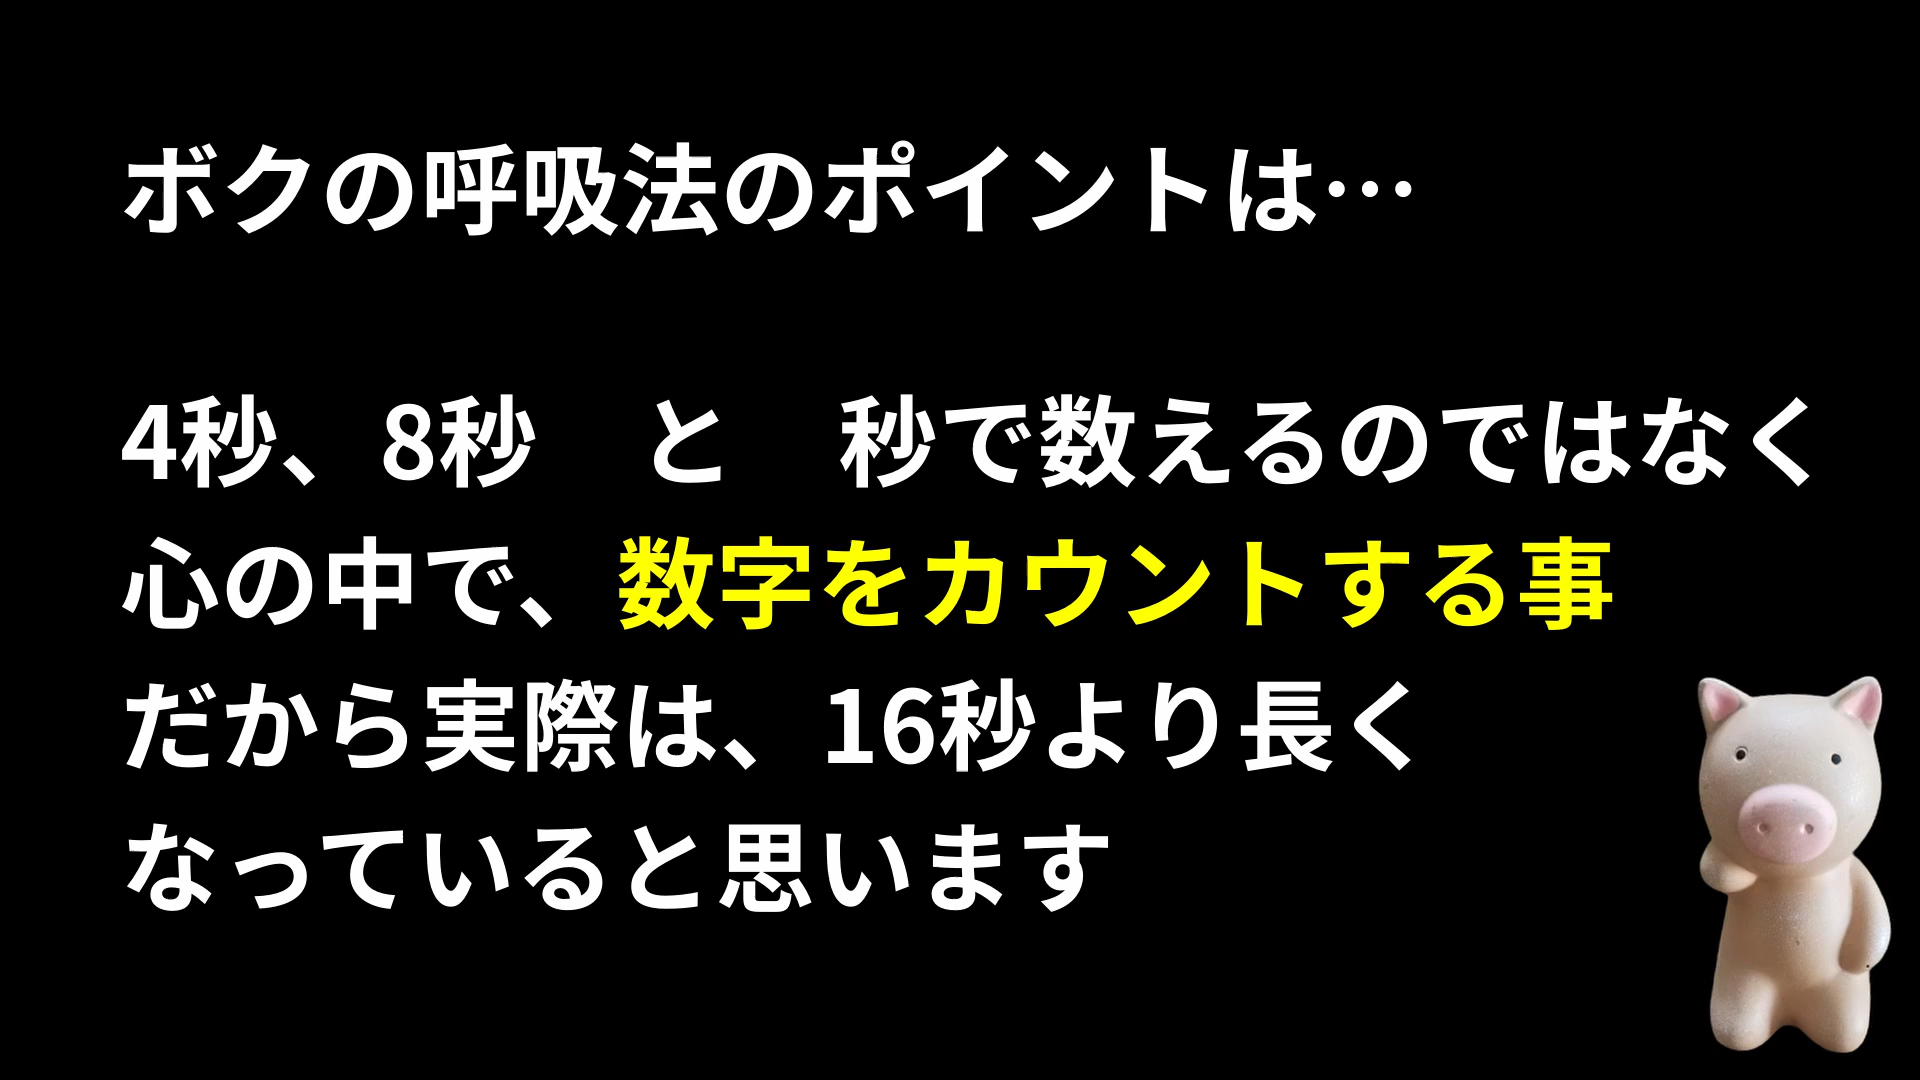 ボクの呼吸法のポイントは…
4秒、8秒　と　秒で数えるのではなく
心の中で、数字をカウントする事
だから実際は、16秒より長く
なっていると思います